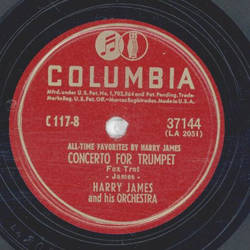 COLUMBIA
Mfrd. under U.S. Pat. No. 1,702,564 and Pat. Pending. Trade-
Marks Reg. U.S. Pat. Off.-Marcas Registradas. Made in U.S.A.
C 117-8
37144
(LA 2051)
ALL-TIME FAVORITES BY HARRY JAMES
CONCERTO FOR TRUMPET
Fox Trot
- James -
HARRY JAMES
and his ORCHESTRA